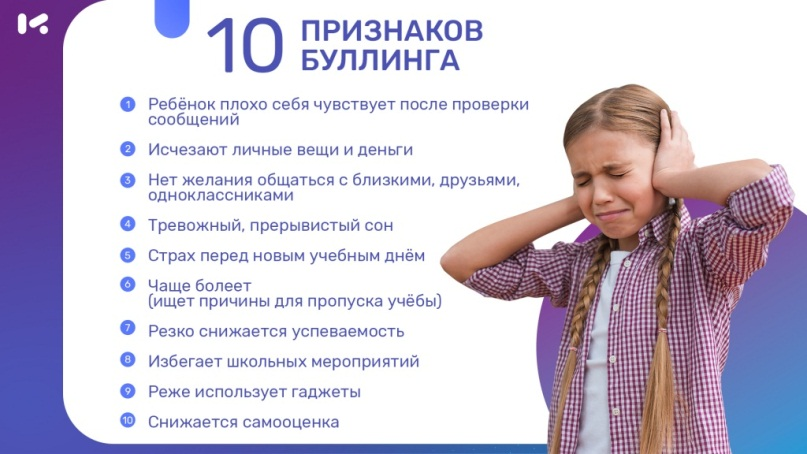 10 ПРИЗНАКОВ
БУЛЛИНГА
1 Ребёнок плохо себя чувствует после проверки
сообщений
2 Исчезают личные вещи и деньги
3 Нет желания общаться с близкими, друзьями,
одноклассниками
4 Тревожный, прерывистый сон
5 Страх перед новым учебным днём
6 Чаще болеет
(ищет причины для пропуска учёбы)
7 Резко снижается успеваемость
8 Избегает школьных мероприятий
9 Реже использует гаджеты
10 Снижается самооценка